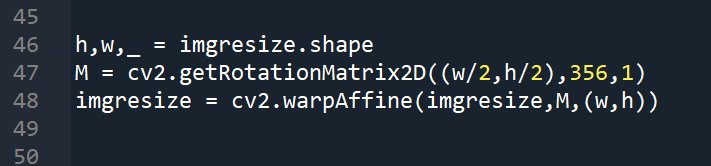 45
46 h,w,_ = imgresize.shape
47 M = cv2.getRotationMatrix2D((w/2,h/2),356,1)
48 imgresize = cv2.warpAffine(imgresize,M,(w,h))
49
50